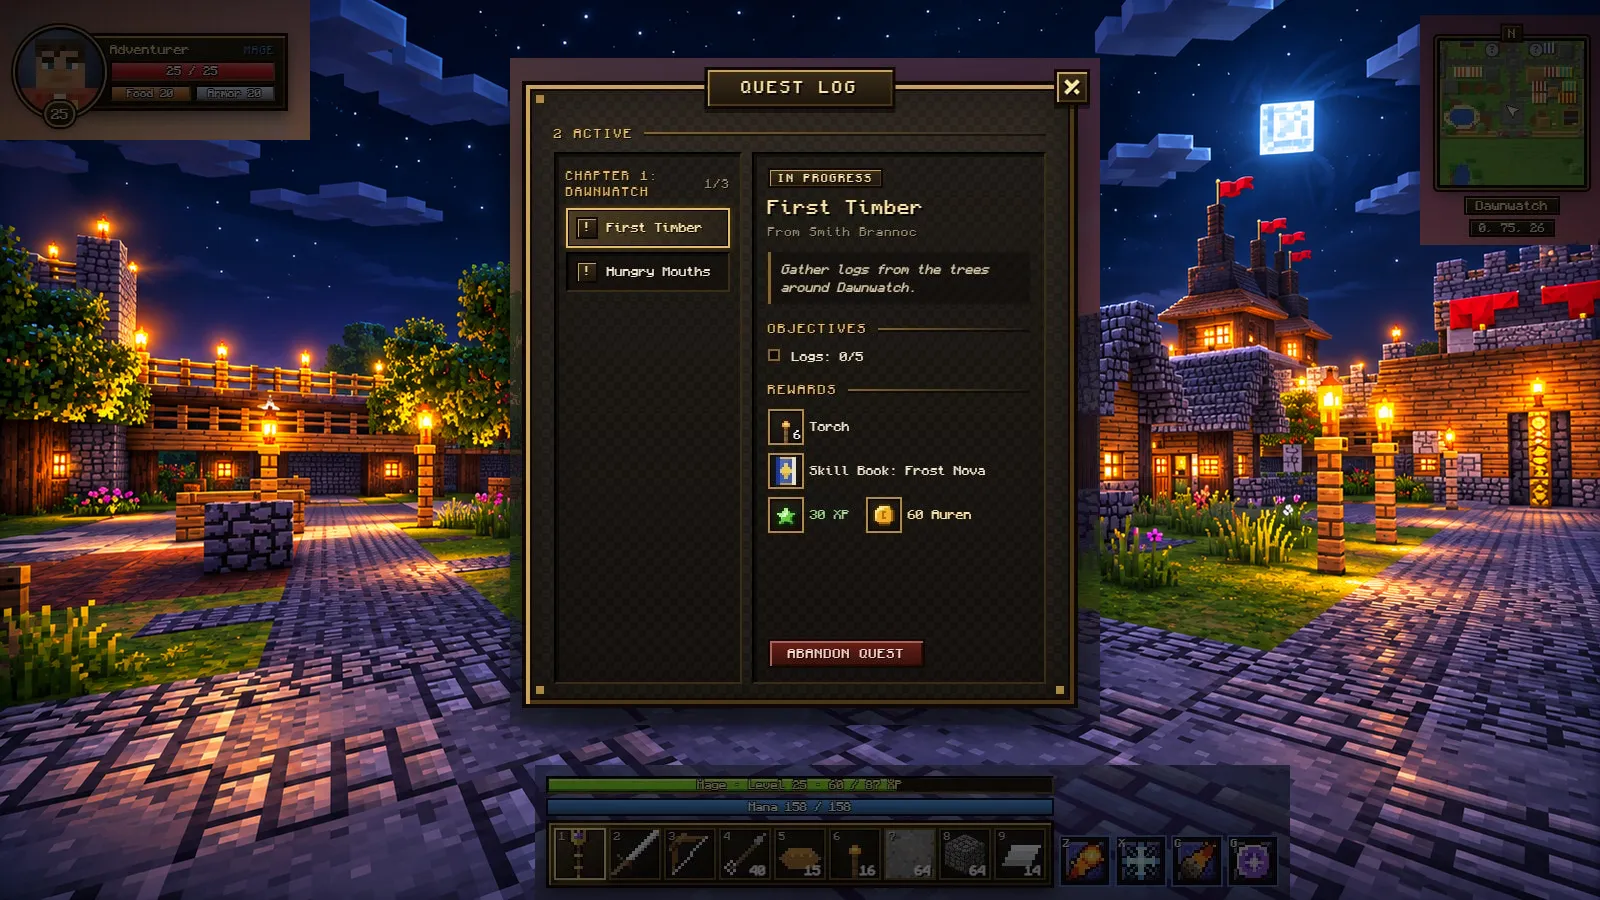 Adventurer MAGE
25 / 25
Food 20 Armor 20
25
QUEST LOG
2 ACTIVE
CHAPTER 1:
DAWNWATCH
1/3
! First Timber
! Hungry Mouths
IN PROGRESS
First Timber
From Smith Brannoc
Gather logs from the trees
around Dawnwatch.
OBJECTIVES
Logs: 0/5
REWARDS
6 Torch
Skill Book: Frost Nova
30 XP
60 Auren
ABANDON QUEST
N
Dawnwatch
0, 75, 26
Mage - Level 25 - 60 / 87 XP
Mana 158 / 158
1 2 3 4 5 6 7 8 9
40 15 16 64 64 14
Z X